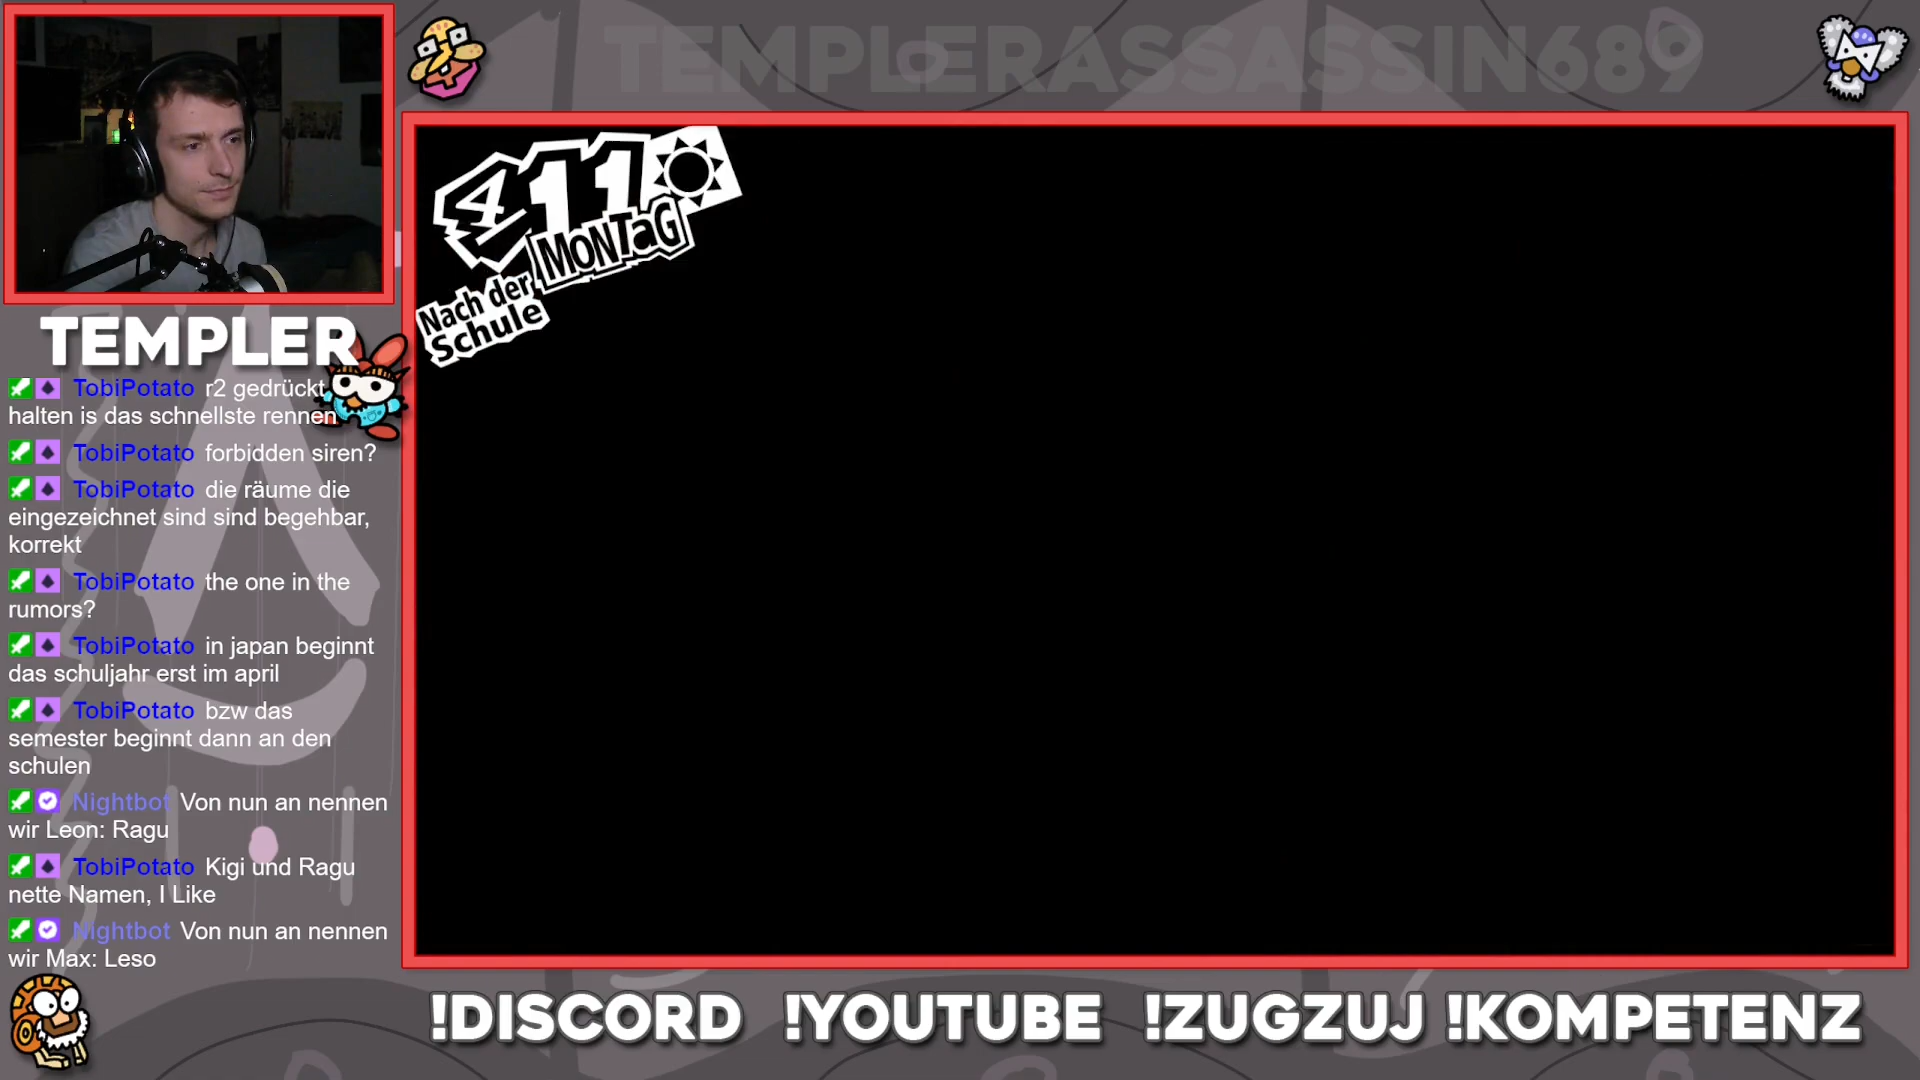 TEMPLERASSASSIN689
4 11
MONTaG
Nach der
Schule
TEMPLER
TobiPotato r2 gedrückt
halten is das schnellste rennen
TobiPotato forbidden siren?
TobiPotato die räume die
eingezeichnet sind sind begehbar,
korrekt
TobiPotato the one in the
rumors?
TobiPotato in japan beginnt
das schuljahr erst im april
TobiPotato bzw das
semester beginnt dann an den
schulen
Nightbot Von nun an nennen
wir Leon: Ragu
TobiPotato Kigi und Ragu
nette Namen, I Like
Nightbot Von nun an nennen
wir Max: Leso
!DISCORD !YOUTUBE !ZUGZUJ !KOMPETENZ